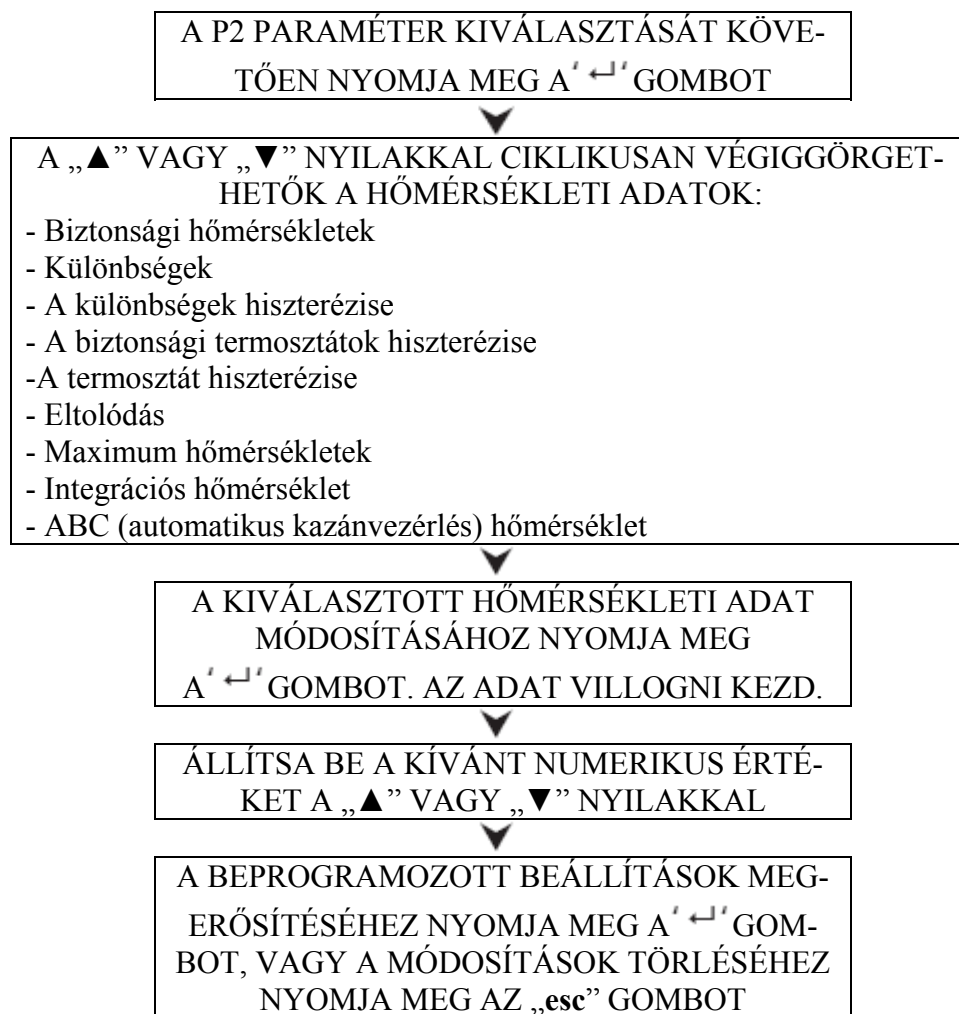 A P2 PARAMÉTER KIVÁLASZTÁSÁT KÖVE-
TŐEN NYOMJA MEG A ' ↵ ' GOMBOT
A „▲” VAGY „▼” NYILAKKAL CIKLIKUSAN VÉGIGGÖRGET-
HETŐK A HŐMÉRSÉKLETI ADATOK:
- Biztonsági hőmérsékletek
- Különbségek
- A különbségek hiszterézise
- A biztonsági termosztátok hiszterézise
-A termosztát hiszterézise
- Eltolódás
- Maximum hőmérsékletek
- Integrációs hőmérséklet
- ABC (automatikus kazánvezérlés) hőmérséklet
A KIVÁLASZTOTT HŐMÉRSÉKLETI ADAT
MÓDOSÍTÁSÁHOZ NYOMJA MEG
A ' ↵ ' GOMBOT. AZ ADAT VILLOGNI KEZD.
ÁLLÍTSA BE A KÍVÁNT NUMERIKUS ÉRTÉ-
KET A „▲” VAGY „▼” NYILAKKAL
A BEPROGRAMOZOTT BEÁLLÍTÁSOK MEG-
ERŐSÍTÉSÉHEZ NYOMJA MEG A ' ↵ ' GOM-
BOT, VAGY A MÓDOSÍTÁSOK TÖRLÉSÉHEZ
NYOMJA MEG AZ „esc” GOMBOT